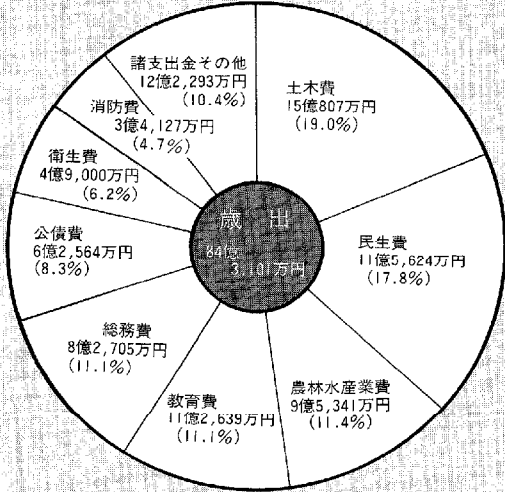 諸支出金その他
12億2,293万円
(10.4%)
土木費
15億807万円
(19.0%)
消防費
3億4,127万円
(4.7%)
衛生費
4億9,000万円
(6.2%)
民生費
11億5,624万円
(17.8%)
歳出
84億
3,101万円
公債費
6億2,564万円
(8.3%)
総務費
8億2,705万円
(11.1%)
教育費
11億2,639万円
(11.1%)
農林水産業費
9億5,341万円
(11.4%)